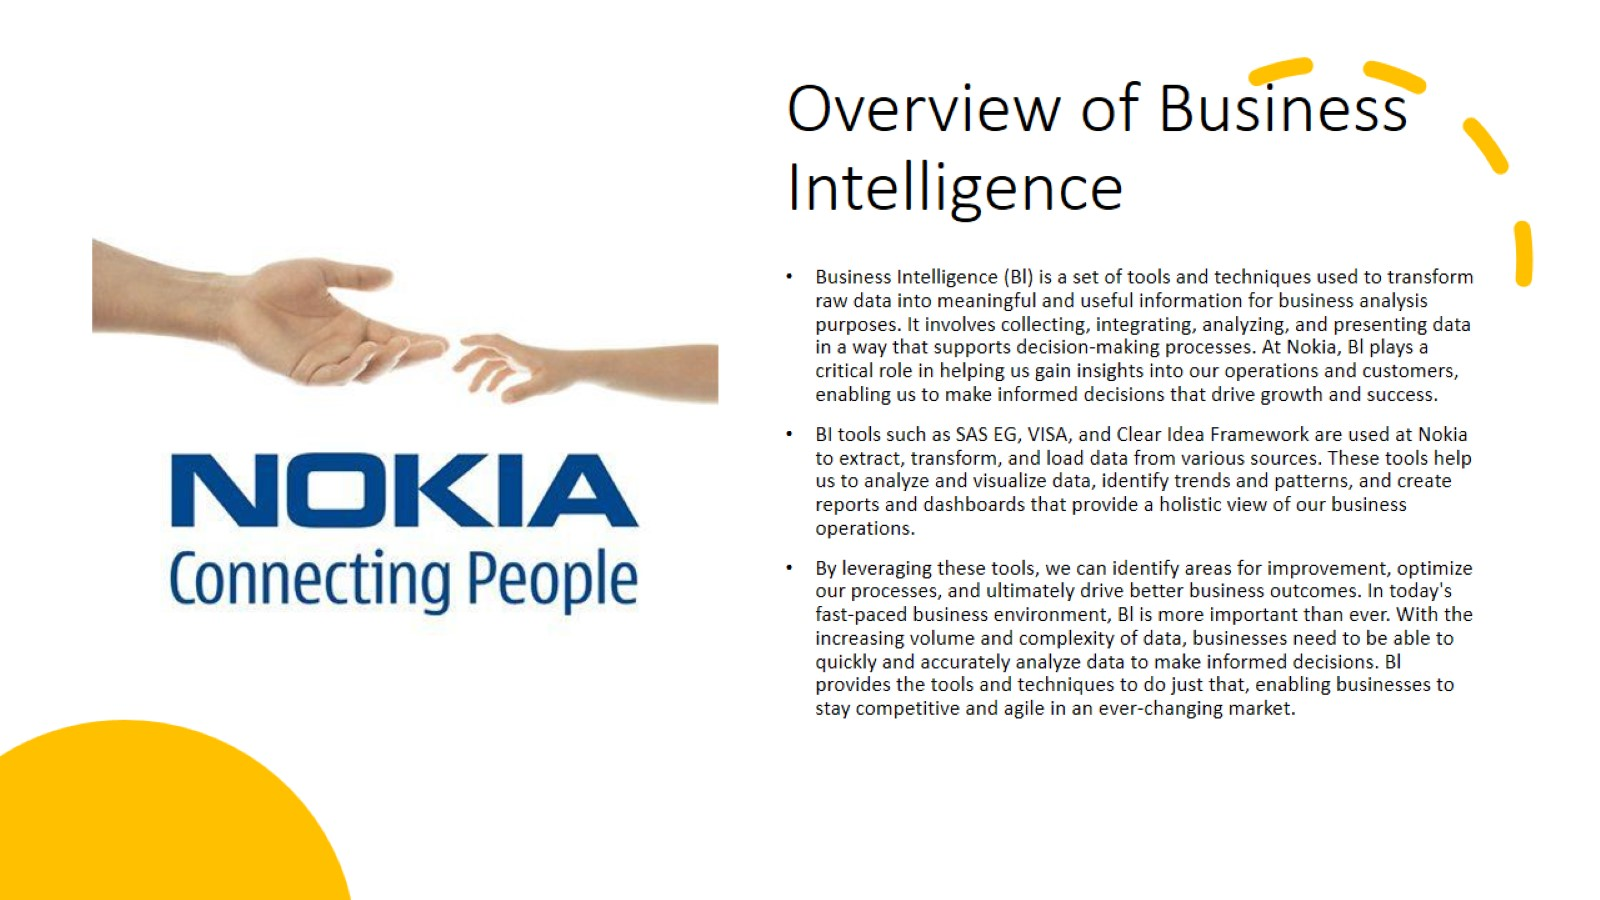 Overview of Business
Intelligence
• Business Intelligence (Bl) is a set of tools and techniques used to transform
raw data into meaningful and useful information for business analysis
purposes. It involves collecting, integrating, analyzing, and presenting data
in a way that supports decision-making processes. At Nokia, Bl plays a
critical role in helping us gain insights into our operations and customers,
enabling us to make informed decisions that drive growth and success.
• BI tools such as SAS EG, VISA, and Clear Idea Framework are used at Nokia
to extract, transform, and load data from various sources. These tools help
us to analyze and visualize data, identify trends and patterns, and create
reports and dashboards that provide a holistic view of our business
operations.
• By leveraging these tools, we can identify areas for improvement, optimize
our processes, and ultimately drive better business outcomes. In today's
fast-paced business environment, Bl is more important than ever. With the
increasing volume and complexity of data, businesses need to be able to
quickly and accurately analyze data to make informed decisions. Bl
provides the tools and techniques to do just that, enabling businesses to
stay competitive and agile in an ever-changing market.
NOKIA
Connecting People